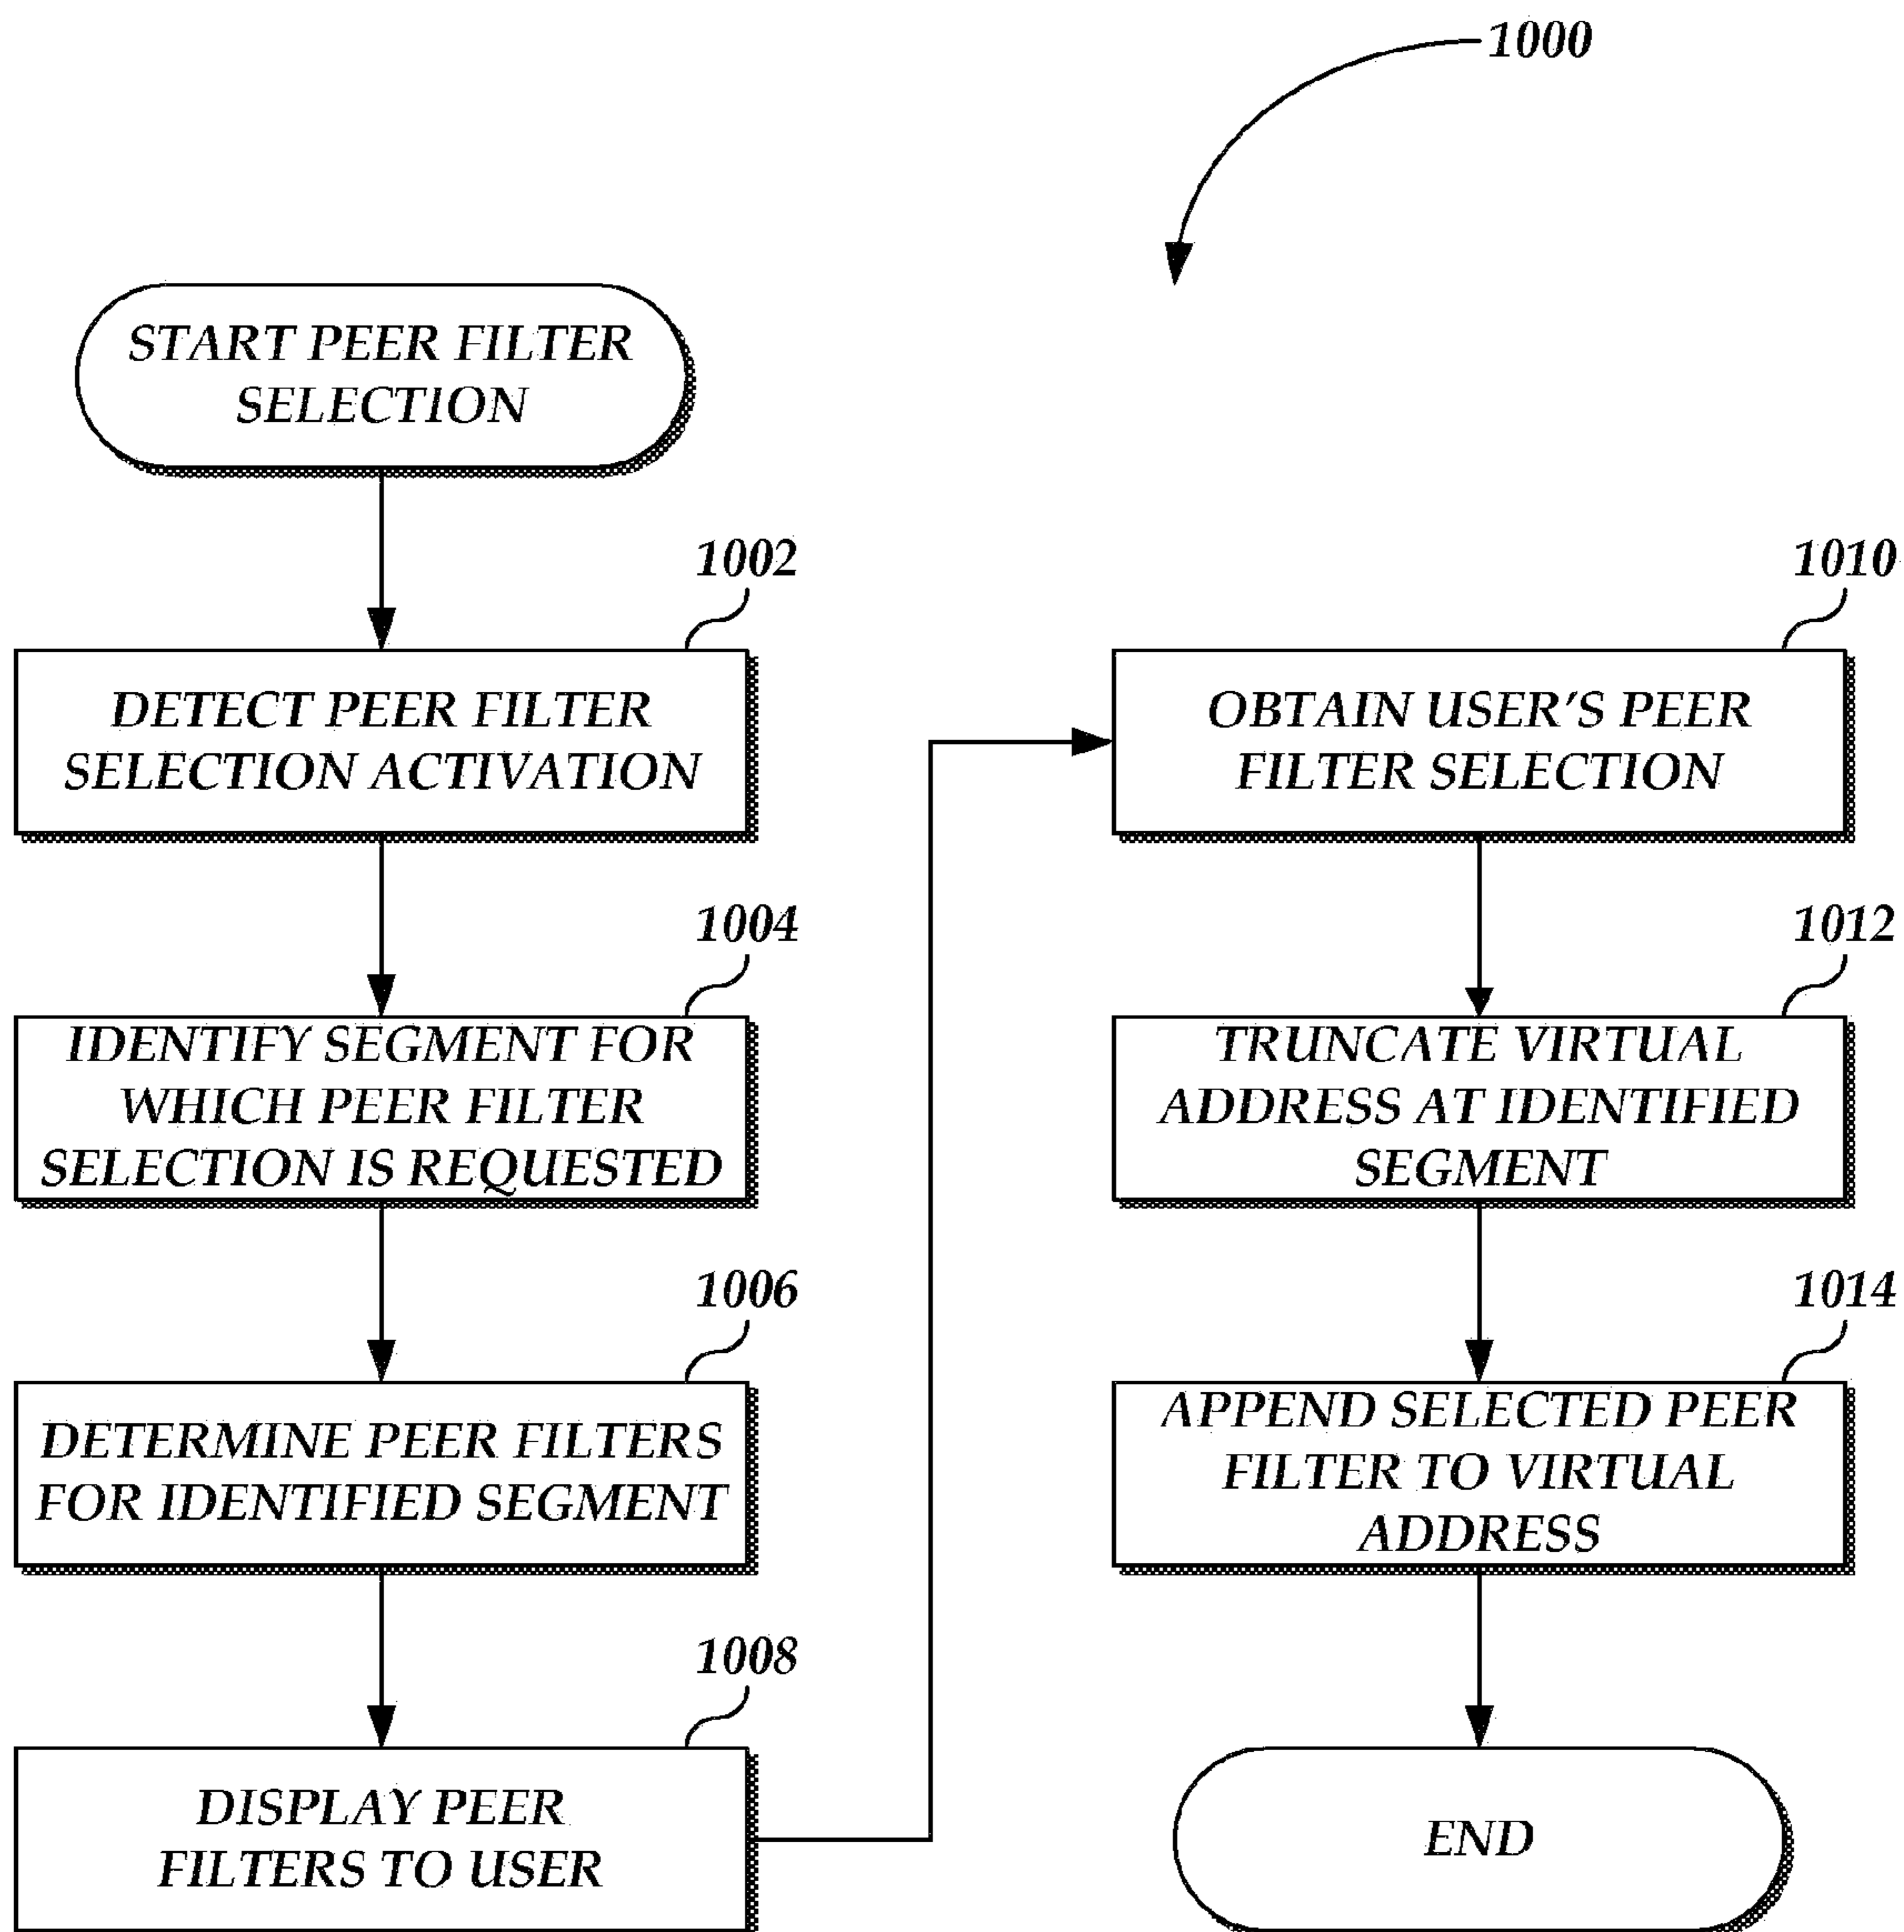 1000
START PEER FILTER
SELECTION
1002
DETECT PEER FILTER
SELECTION ACTIVATION
1004
IDENTIFY SEGMENT FOR
WHICH PEER FILTER
SELECTION IS REQUESTED
1006
DETERMINE PEER FILTERS
FOR IDENTIFIED SEGMENT
1008
DISPLAY PEER
FILTERS TO USER
1010
OBTAIN USER'S PEER
FILTER SELECTION
1012
TRUNCATE VIRTUAL
ADDRESS AT IDENTIFIED
SEGMENT
1014
APPEND SELECTED PEER
FILTER TO VIRTUAL
ADDRESS
END